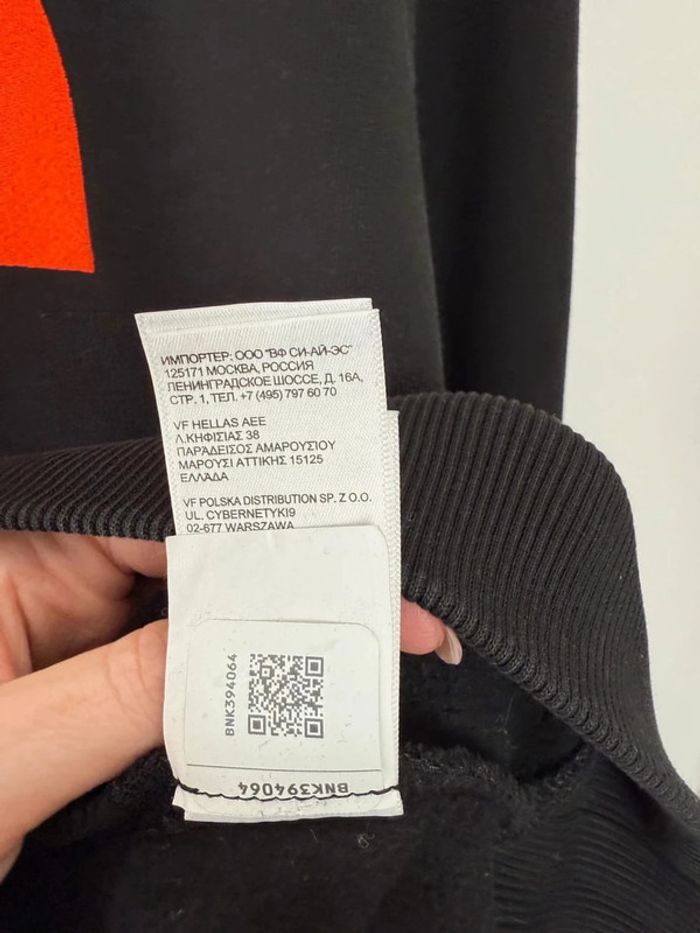 ИМПОРТЕР: ООО "ВФ СИ-АЙ-ЭС"
125171 МОСКВА, РОССИЯ
ЛЕНИНГРАДСКОЕ ШОССЕ, Д. 16А,
СТР. 1, ТЕЛ. +7 (495) 797 60 70
VF HELLAS AEE
Λ.ΚΗΦΙΣΙΑΣ 38
ΠΑΡΑΔΕΙΣΟΣ ΑΜΑΡΟΥΣΙΟΥ
ΜΑΡΟΥΣΙ ΑΤΤΙΚΗΣ 15125
ΕΛΛΑΔΑ
VF POLSKA DISTRIBUTION SP. Z O.O.
UL. CYBERNETYKI9
02-677 WARSZAWA
BNK394064
BNK394064